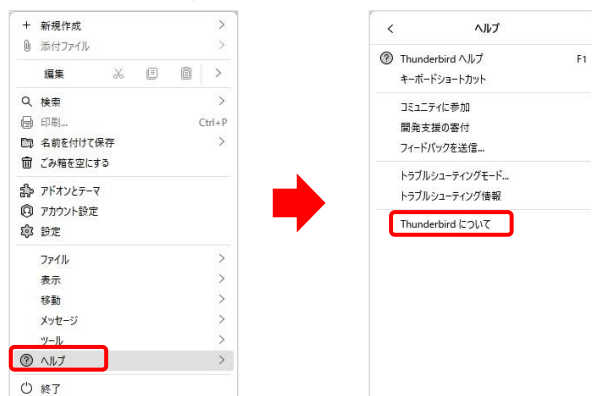 新規作成
添付ファイル
編集
検索
印刷... Ctrl+P
名前を付けて保存
ごみ箱を空にする
アドオンとテーマ
アカウント設定
設定
ファイル
表示
移動
メッセージ
ツール
ヘルプ
終了
ヘルプ
Thunderbird ヘルプ F1
キーボードショートカット
コミュニティに参加
開発支援の寄付
フィードバックを送信...
トラブルシューティングモード...
トラブルシューティング情報
Thunderbird について